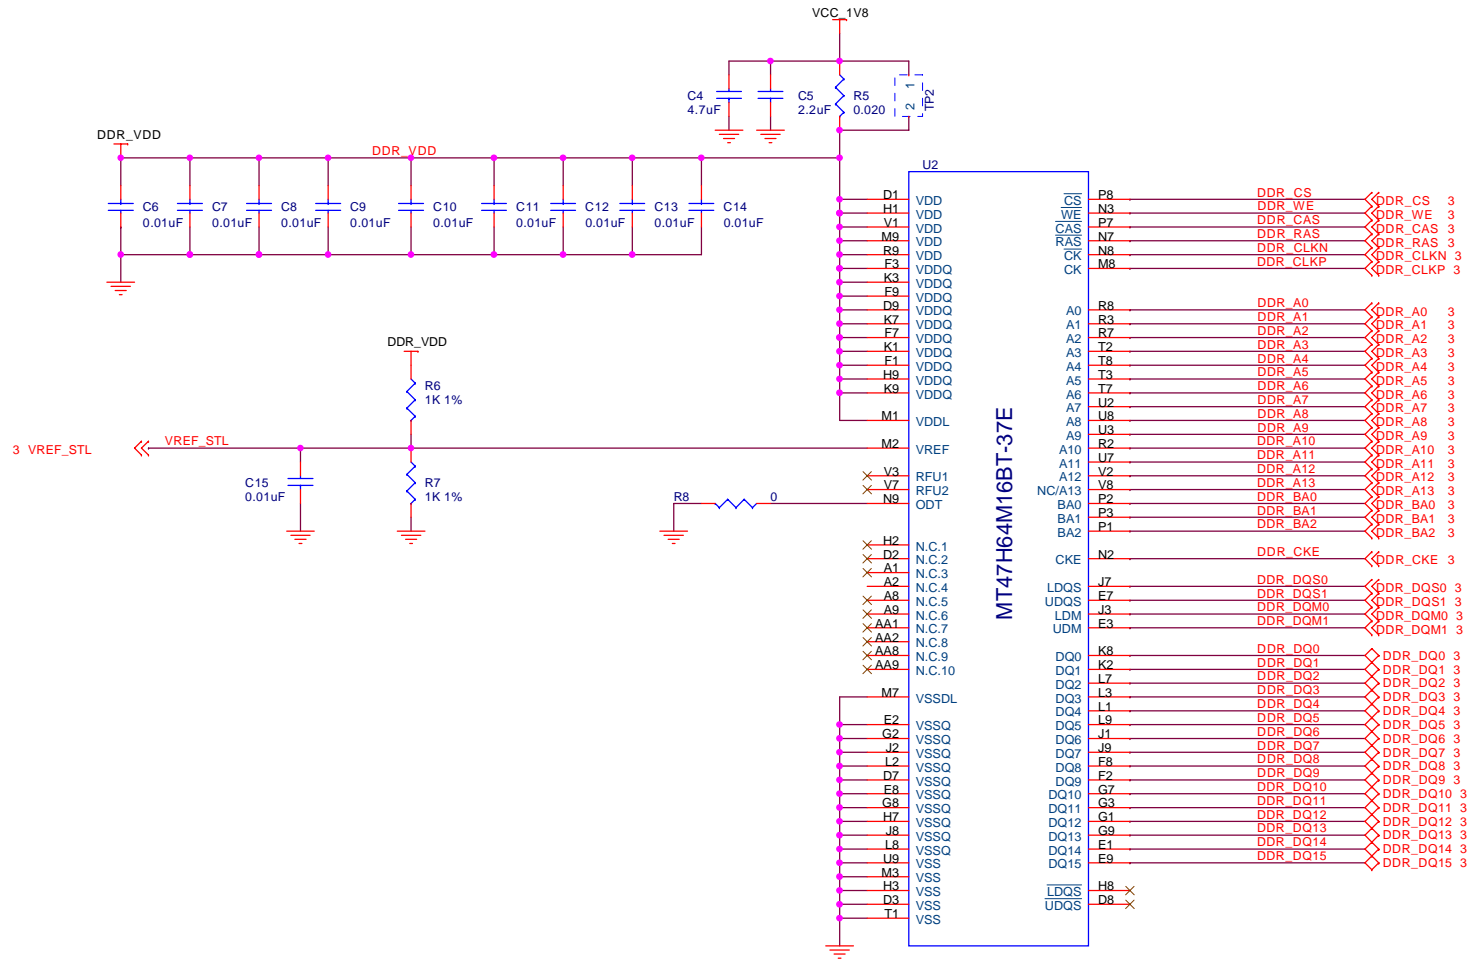 VCC_1V8
C4
4.7uF
C5
2.2uF
R5
0.020
1
2
TP2
DDR_VDD
DDR_VDD
C6
0.01uF
C7
0.01uF
C8
0.01uF
C9
0.01uF
C10
0.01uF
C11
0.01uF
C12
0.01uF
C13
0.01uF
C14
0.01uF
DDR_VDD
R6
1K 1%
3 VREF_STL
VREF_STL
C15
0.01uF
R7
1K 1%
R8
0
U2
MT47H64M16BT-37E
D1 VDD
H1 VDD
V1 VDD
M9 VDD
R9 VDD
F3 VDDQ
K3 VDDQ
F9 VDDQ
D9 VDDQ
K7 VDDQ
F7 VDDQ
K1 VDDQ
F1 VDDQ
H9 VDDQ
K9 VDDQ
M1 VDDL
M2 VREF
V3 RFU1
V7 RFU2
N9 ODT
H2 N.C.1
D2 N.C.2
A1 N.C.3
A2 N.C.4
A8 N.C.5
A9 N.C.6
AA1 N.C.7
AA2 N.C.8
AA8 N.C.9
AA9 N.C.10
M7 VSSDL
E2 VSSQ
G2 VSSQ
J2 VSSQ
L2 VSSQ
D7 VSSQ
E8 VSSQ
G8 VSSQ
H7 VSSQ
J8 VSSQ
L8 VSSQ
U9 VSS
M3 VSS
H3 VSS
D3 VSS
T1 VSS
CS P8 DDR_CS DDR_CS 3
WE N3 DDR_WE DDR_WE 3
CAS P7 DDR_CAS DDR_CAS 3
RAS N7 DDR_RAS DDR_RAS 3
CK N8 DDR_CLKN DDR_CLKN 3
CK M8 DDR_CLKP DDR_CLKP 3
A0 R8 DDR_A0 DDR_A0 3
A1 R3 DDR_A1 DDR_A1 3
A2 R7 DDR_A2 DDR_A2 3
A3 T2 DDR_A3 DDR_A3 3
A4 T8 DDR_A4 DDR_A4 3
A5 T3 DDR_A5 DDR_A5 3
A6 T7 DDR_A6 DDR_A6 3
A7 U2 DDR_A7 DDR_A7 3
A8 U8 DDR_A8 DDR_A8 3
A9 U3 DDR_A9 DDR_A9 3
A10 R2 DDR_A10 DDR_A10 3
A11 U7 DDR_A11 DDR_A11 3
A12 V2 DDR_A12 DDR_A12 3
NC/A13 V8 DDR_A13 DDR_A13 3
BA0 P2 DDR_BA0 DDR_BA0 3
BA1 P3 DDR_BA1 DDR_BA1 3
BA2 P1 DDR_BA2 DDR_BA2 3
CKE N2 DDR_CKE DDR_CKE 3
LDQS J7 DDR_DQS0 DDR_DQS0 3
UDQS E7 DDR_DQS1 DDR_DQS1 3
LDM J3 DDR_DQM0 DDR_DQM0 3
UDM E3 DDR_DQM1 DDR_DQM1 3
DQ0 K8 DDR_DQ0 DDR_DQ0 3
DQ1 K2 DDR_DQ1 DDR_DQ1 3
DQ2 L7 DDR_DQ2 DDR_DQ2 3
DQ3 L3 DDR_DQ3 DDR_DQ3 3
DQ4 L1 DDR_DQ4 DDR_DQ4 3
DQ5 L9 DDR_DQ5 DDR_DQ5 3
DQ6 J1 DDR_DQ6 DDR_DQ6 3
DQ7 J9 DDR_DQ7 DDR_DQ7 3
DQ8 F8 DDR_DQ8 DDR_DQ8 3
DQ9 F2 DDR_DQ9 DDR_DQ9 3
DQ10 G7 DDR_DQ10 DDR_DQ10 3
DQ11 G3 DDR_DQ11 DDR_DQ11 3
DQ12 G1 DDR_DQ12 DDR_DQ12 3
DQ13 G9 DDR_DQ13 DDR_DQ13 3
DQ14 E1 DDR_DQ14 DDR_DQ14 3
DQ15 E9 DDR_DQ15 DDR_DQ15 3
LDQS H8
UDQS D8